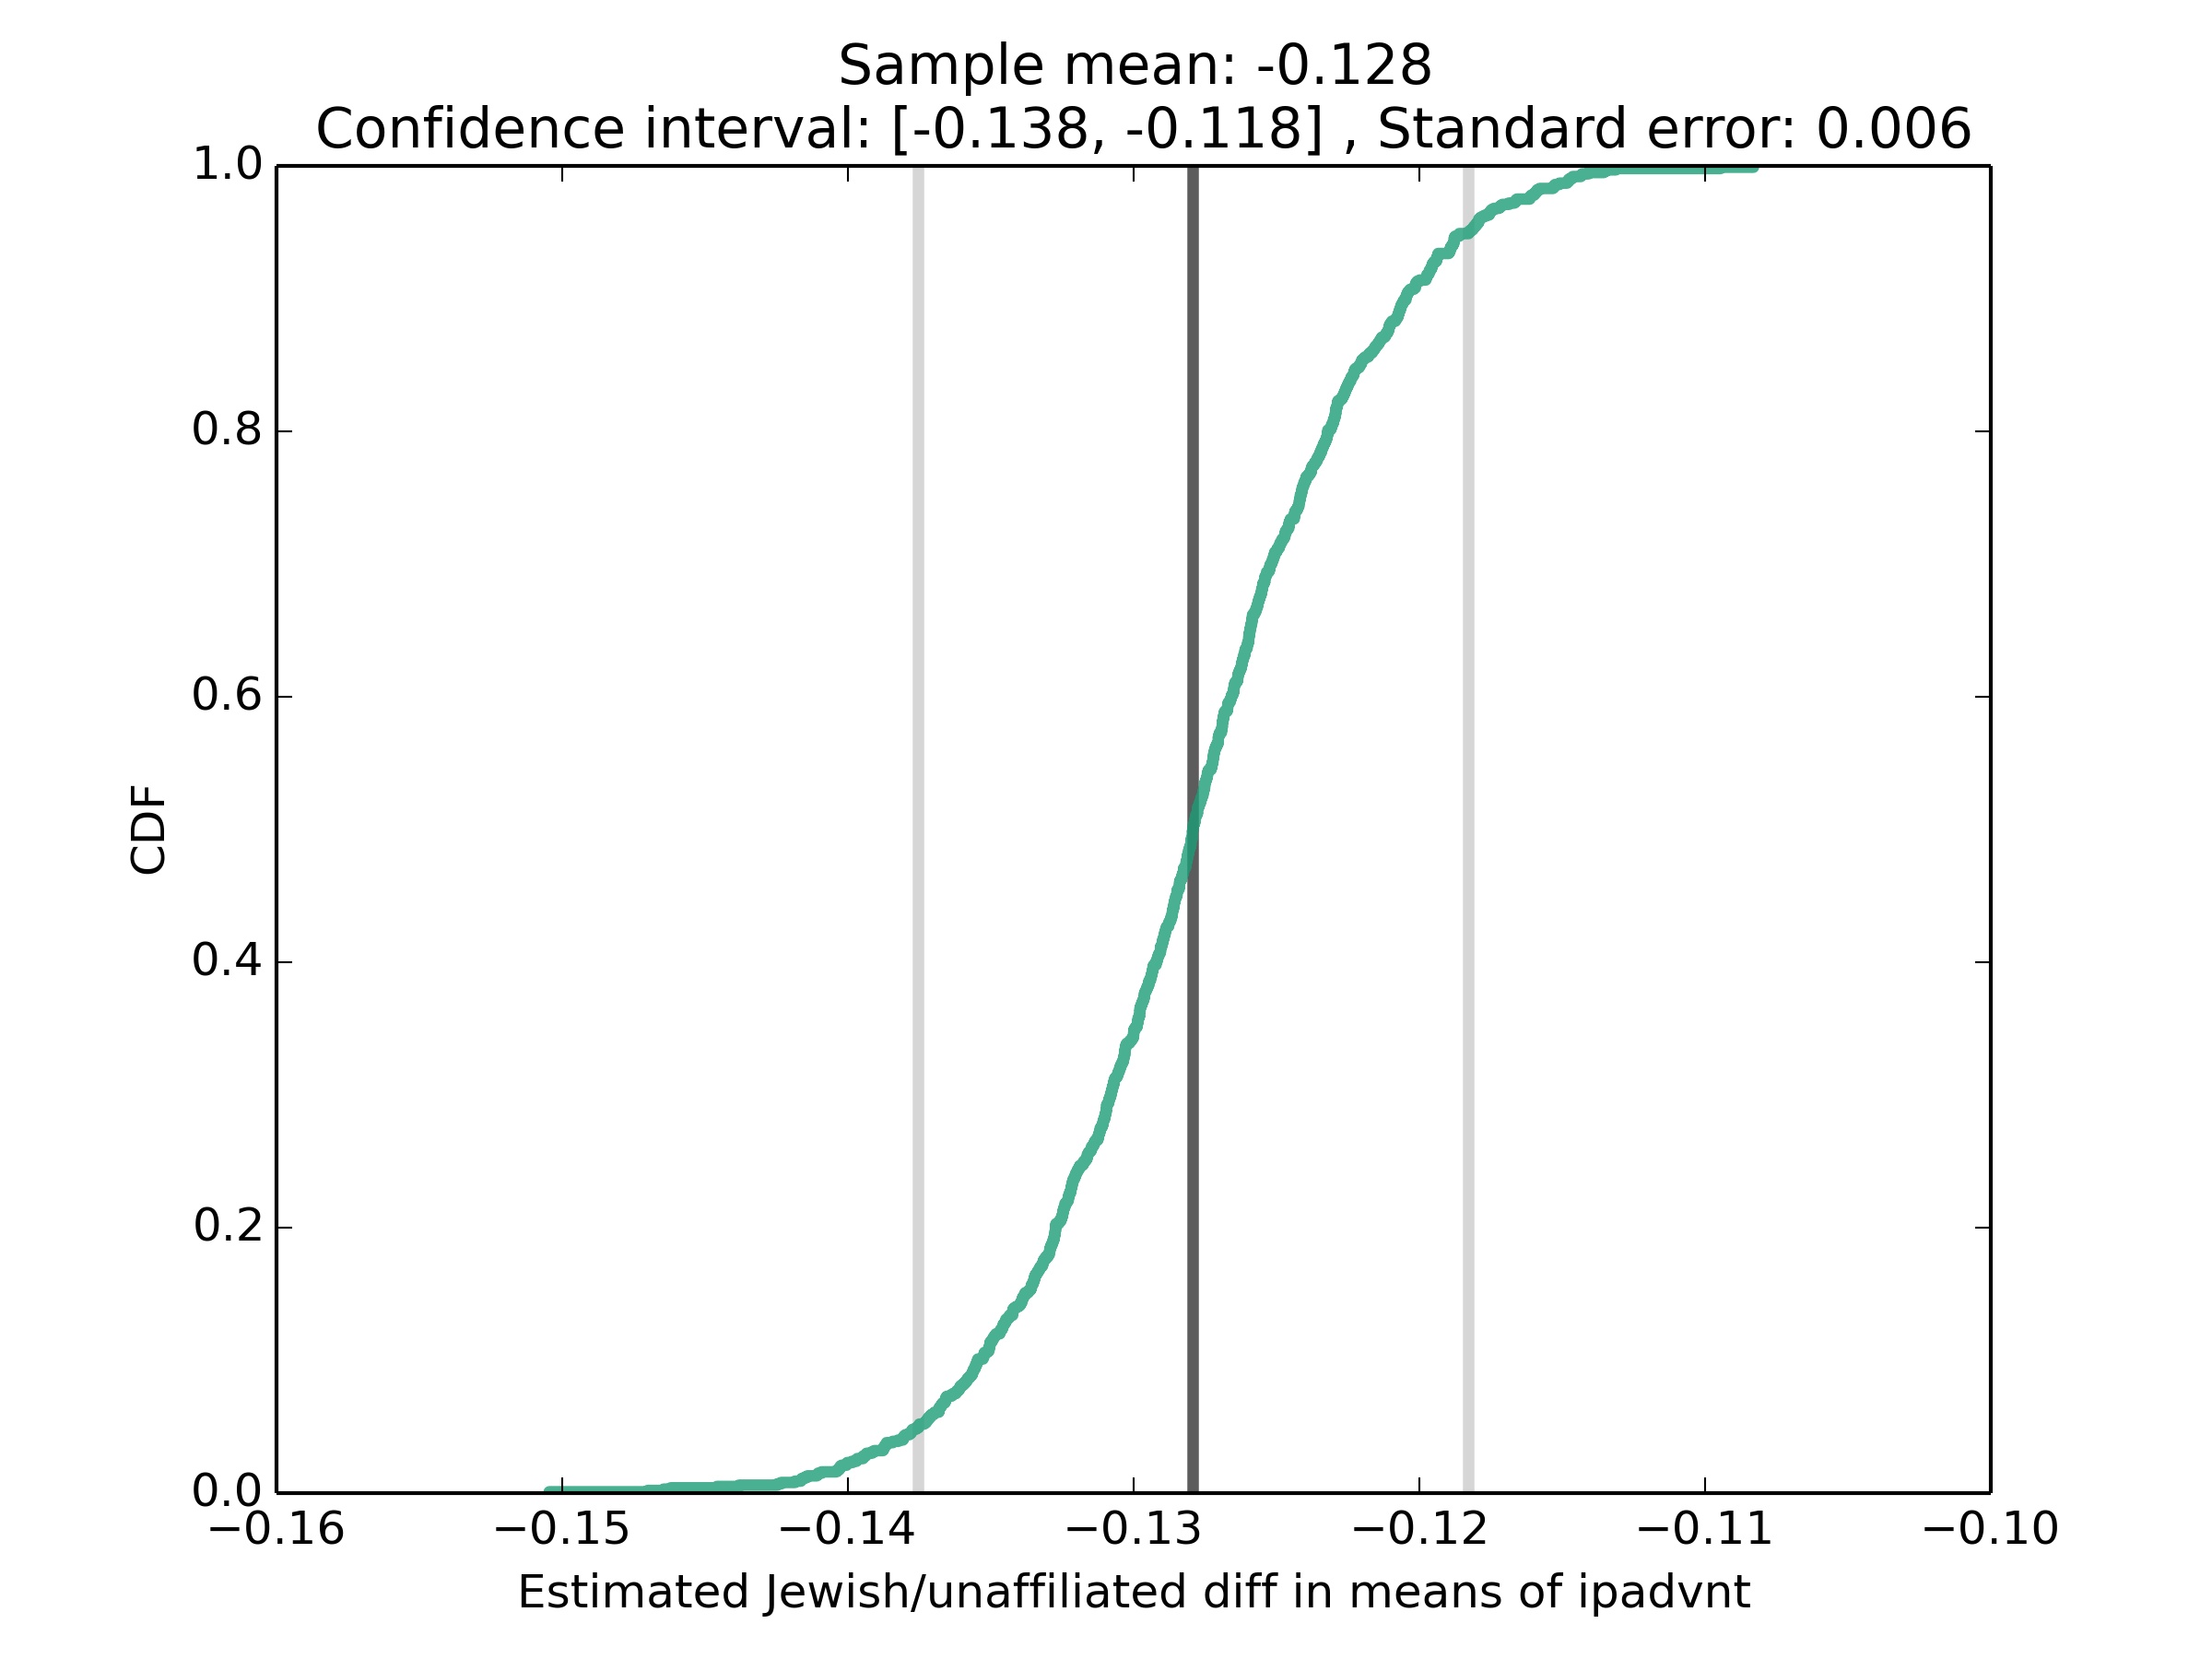 Sample mean: -0.128
Confidence interval: [-0.138, -0.118] , Standard error: 0.006
1.0
0.8
0.6
0.4
0.2
0.0
CDF
−0.16 −0.15 −0.14 −0.13 −0.12 −0.11 −0.10
Estimated Jewish/unaffiliated diff in means of ipadvnt